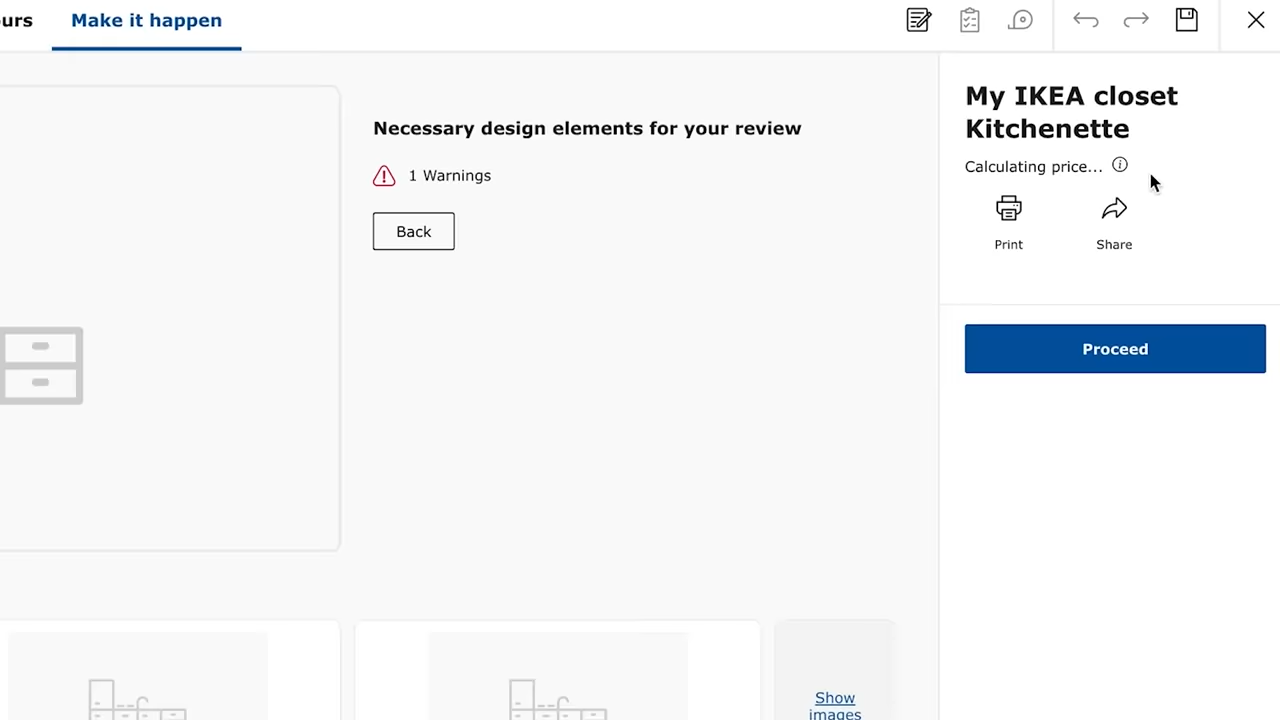 ours
Make it happen
Necessary design elements for your review
1 Warnings
Back
My IKEA closet
Kitchenette
Calculating price...
Print
Share
Proceed
Show
images